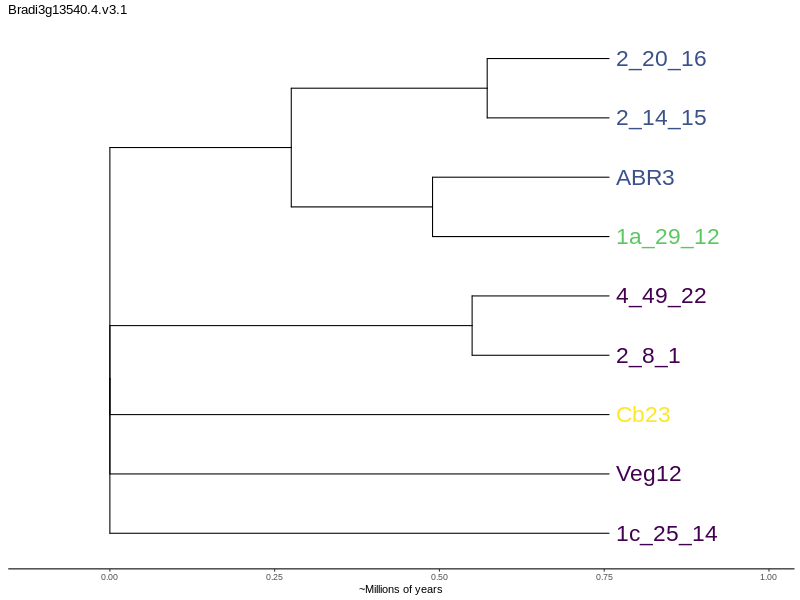 Bradi3g13540.4.v3.1
2_20_16
2_14_15
ABR3
1a_29_12
4_49_22
2_8_1
Cb23
Veg12
1c_25_14
0.00 0.25 0.50 0.75 1.00
~Millions of years